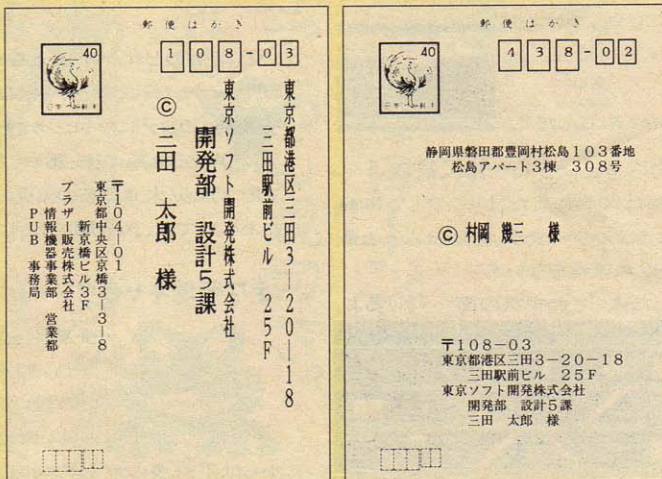 郵便はがき
40
108-03
東京都港区三田3―20―18
三田駅前ビル 25F
東京ソフト開発株式会社
開発部 設計5課
Ⓒ 三田 太郎 様
〒104―01
東京都中央区京橋3―3―8
新京橋ビル3F
ブラザー販売株式会社
情報機器事業部 営業部
PUB 事務局
郵便はがき
40
438-02
静岡県磐田郡豊岡村松島103番地
松島アパート3棟 308号
Ⓒ 村岡 幾三 様
〒108-03
東京都港区三田3-20-18
三田駅前ビル 25F
東京ソフト開発株式会社
開発部 設計5課
三田 太郎 様